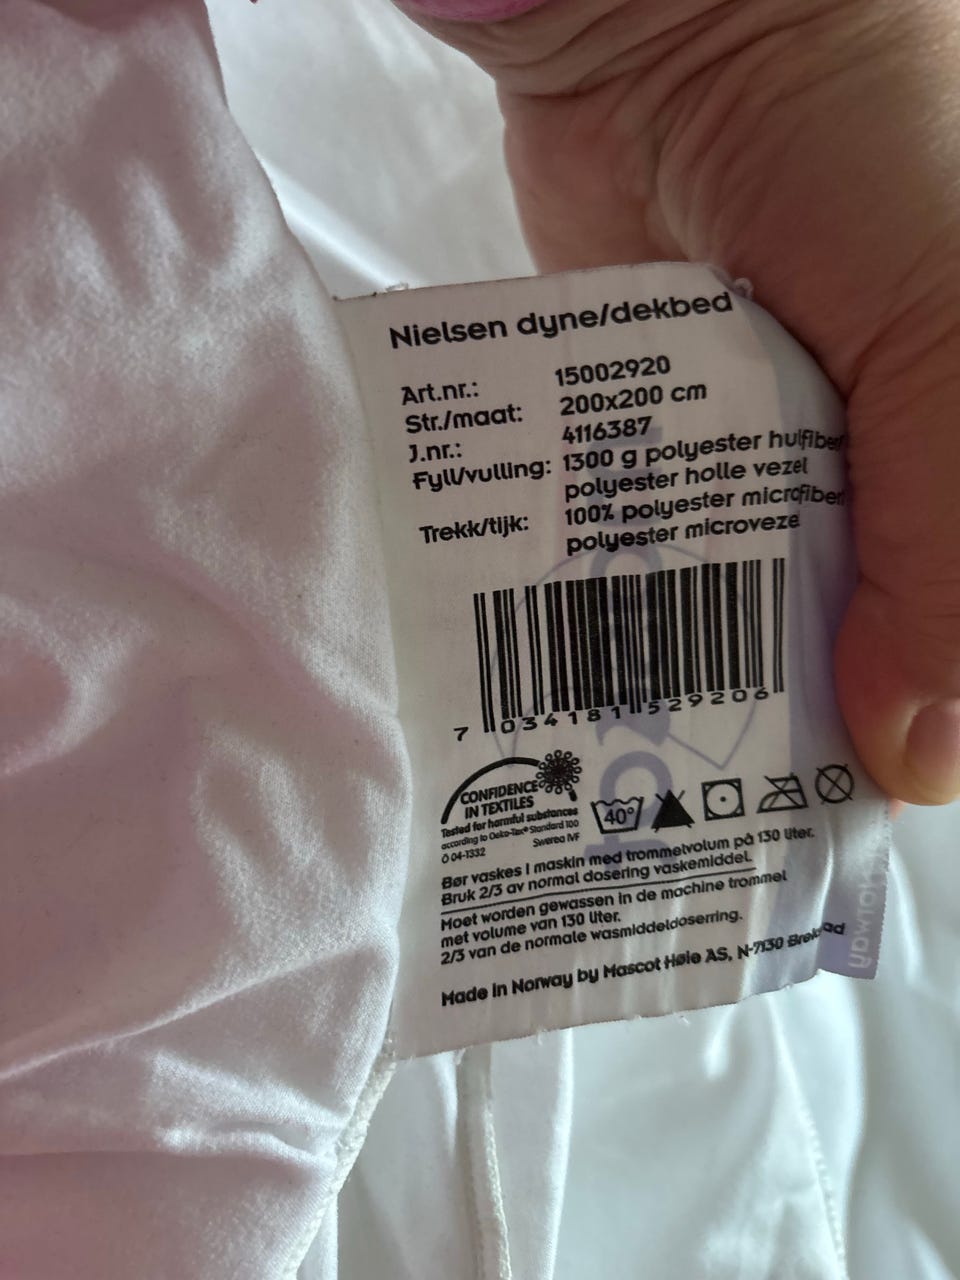 Nielsen dyne/dekbed
Art.nr.: 15002920
Str./maat: 200x200 cm
J.nr.: 4116387
Fyll/vulling: 1300 g polyester hulfiber/
polyester holle vezel
Trekk/tijk: 100% polyester microfiber/
polyester microvezel
7 034181 529206
CONFIDENCE
IN TEXTILES
Tested for harmful substances
according to Oeko-Tex® Standard 100
O 04-1332 Swerea IVF
40°
Bør vaskes i maskin med trommelvolum på 130 liter.
Bruk 2/3 av normal dosering vaskemiddel.
Moet worden gewassen in de machine trommel
met volume van 130 liter.
2/3 van de normale wasmiddeldoserring.
Made in Norway by Mascot Høie AS, N-7130 Brekstad